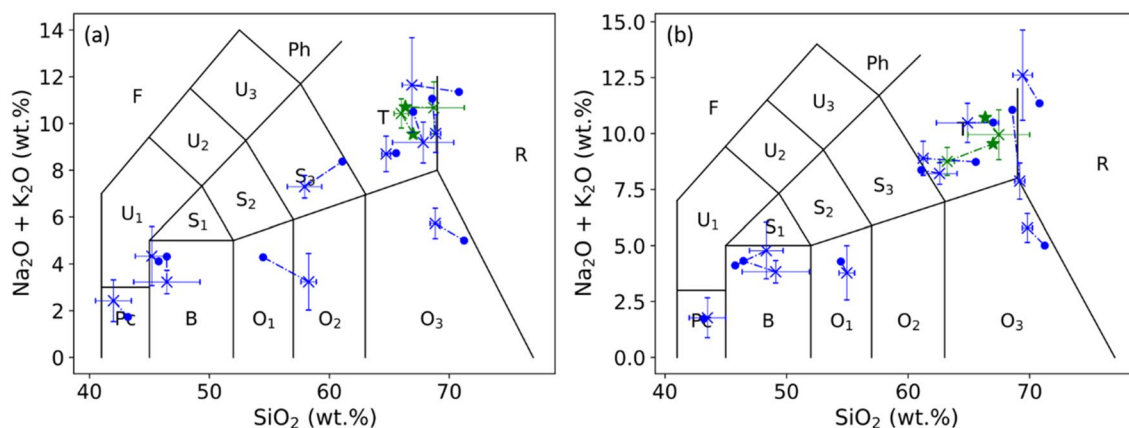 (a)
14
12
10
8
6
4
2
0
Na₂O + K₂O (wt.%)
Ph
U₃
F
T
U₂
R
S₃
U₁
S₂
S₁
Pc
B
O₁
O₂
O₃
40
50
60
70
SiO₂ (wt.%)
(b)
15.0
12.5
10.0
7.5
5.0
2.5
0.0
Na₂O + K₂O (wt.%)
Ph
U₃
F
T
U₂
R
S₃
U₁
S₂
S₁
Pc
B
O₁
O₂
O₃
40
50
60
70
SiO₂ (wt.%)